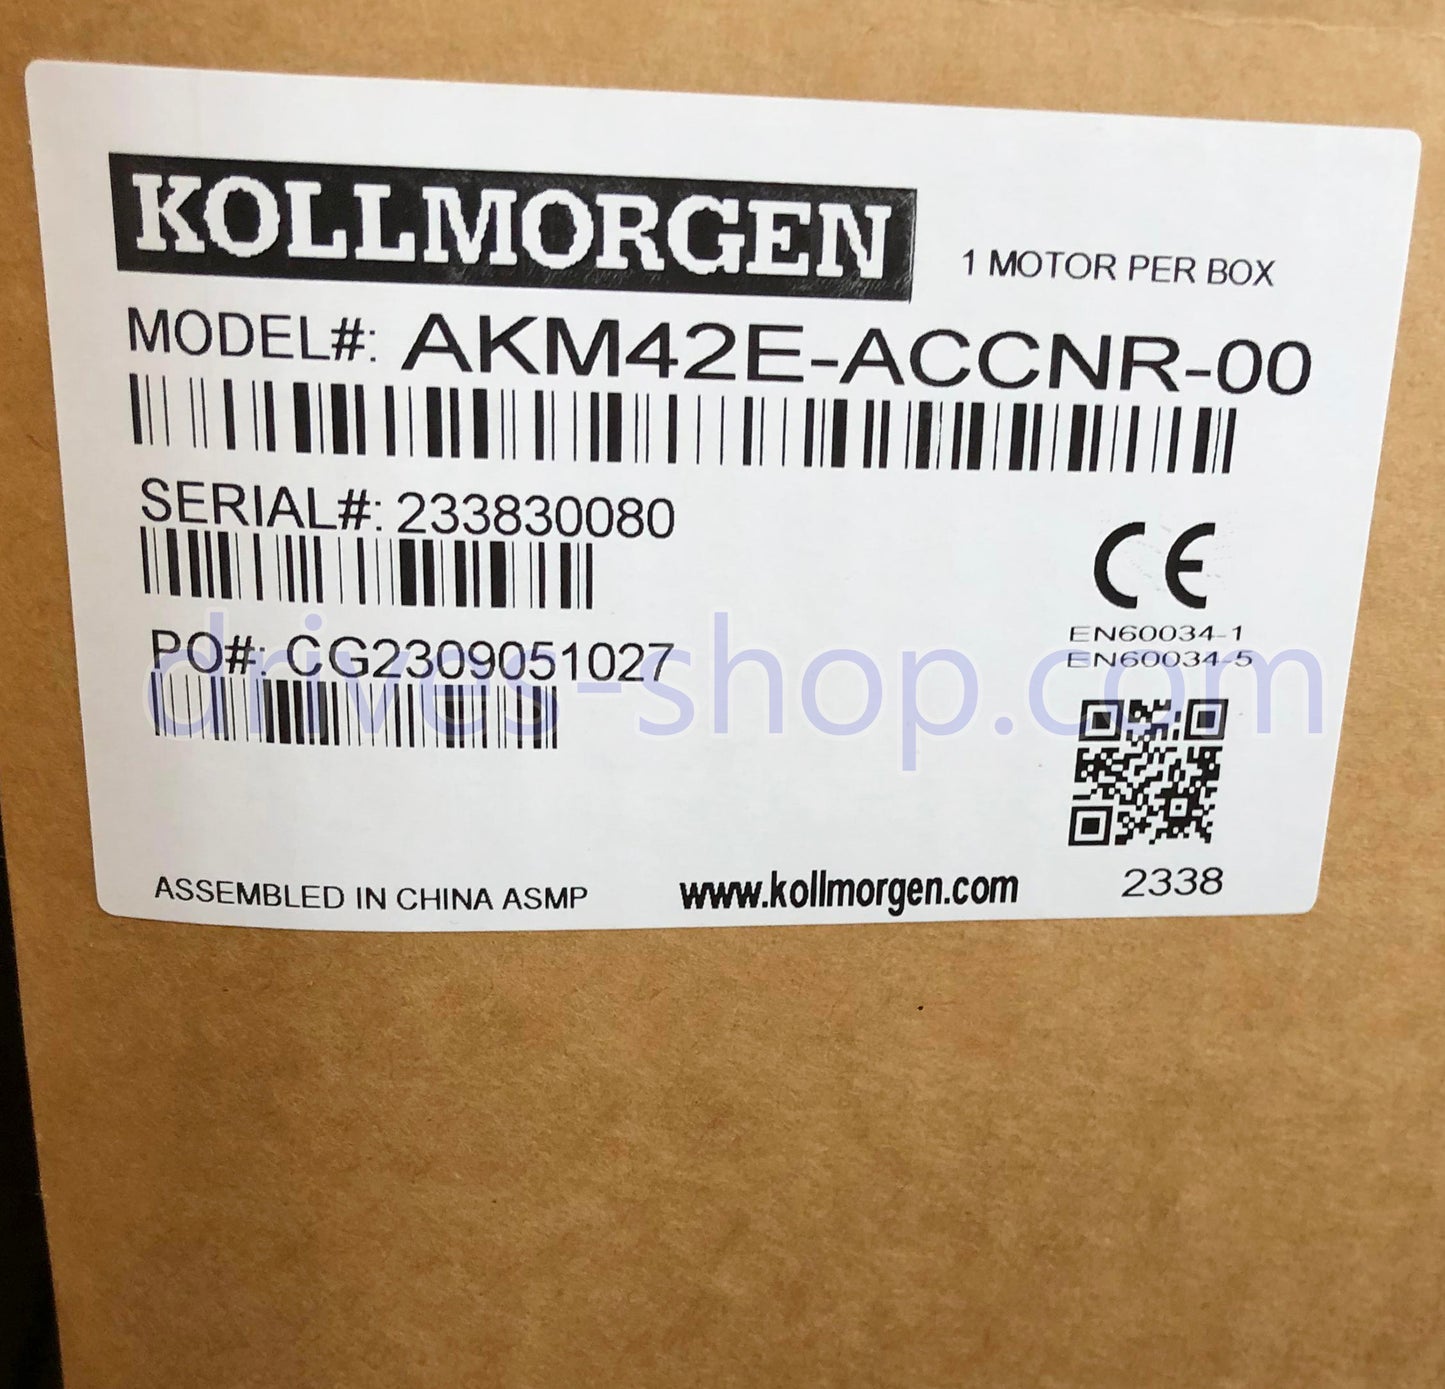 KOLLMORGEN
1 MOTOR PER BOX
MODEL#: AKM42E-ACCNR-00
SERIAL#: 233830080
CE
EN60034-1
EN60034-5
PO#: CG2309051027
drives-shop.com
ASSEMBLED IN CHINA ASMP
www.kollmorgen.com
2338